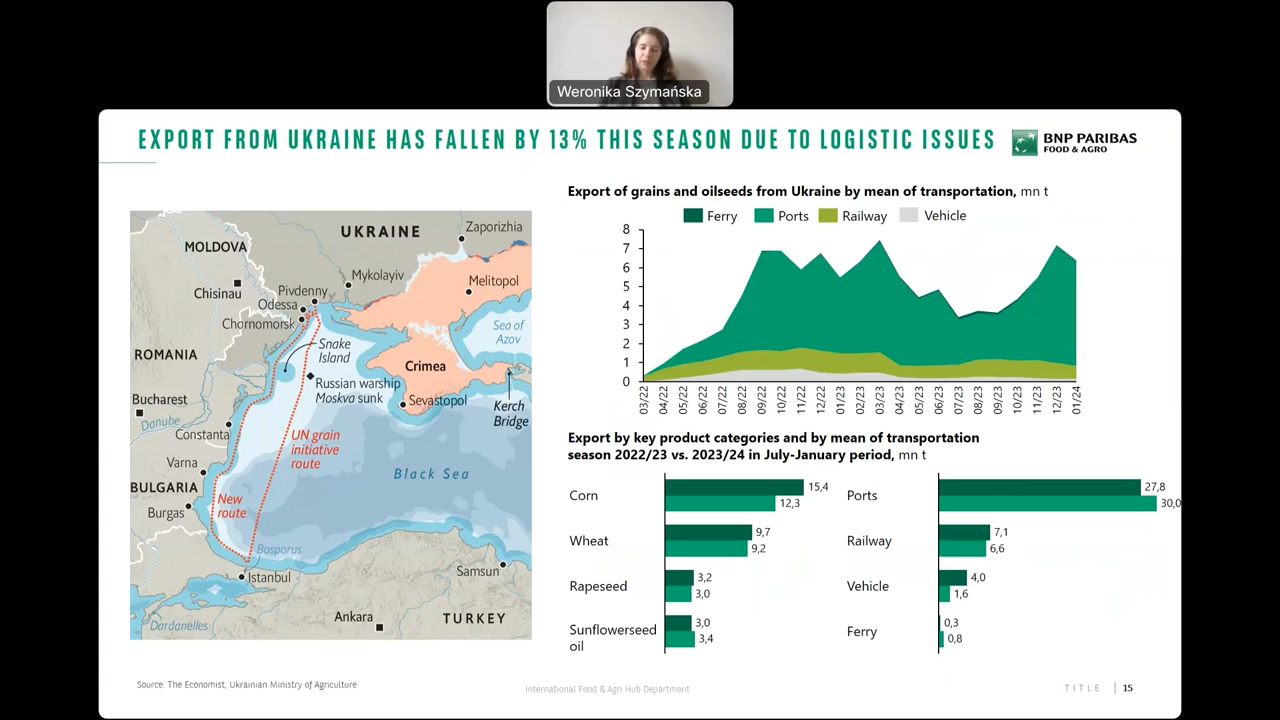 Weronika Szymańska
EXPORT FROM UKRAINE HAS FALLEN BY 13% THIS SEASON DUE TO LOGISTIC ISSUES
BNP PARIBAS
FOOD & AGRO
UKRAINE
Zaporizhia
MOLDOVA
Mykolayiv
Melitopol
Chisinau
Pivdenny
Odessa
Chornomorsk
Sea of
Azov
Snake
Island
ROMANIA
Crimea
Russian warship
Moskva sunk
Bucharest
Sevastopol
Kerch
Bridge
Danube
Constanta
UN grain
initiative
route
Varna
Black Sea
BULGARIA
New
route
Burgas
Bosporus
Istanbul
Samsun
Ankara
TURKEY
Dardanelles
Export of grains and oilseeds from Ukraine by mean of transportation, mn t
Ferry Ports Railway Vehicle
8
7
6
5
4
3
2
1
0
03/22 04/22 05/22 06/22 07/22 08/22 09/22 10/22 11/22 12/22 01/23 02/23 03/23 04/23 05/23 06/23 07/23 08/23 09/23 10/23 11/23 12/23 01/24
Export by key product categories and by mean of transportation
season 2022/23 vs. 2023/24 in July-January period, mn t
Corn 15,4
12,3
Wheat 9,7
9,2
Rapeseed 3,2
3,0
Sunflowerseed
oil
3,0
3,4
Ports 27,8
30,0
Railway 7,1
6,6
Vehicle 4,0
1,6
Ferry 0,3
0,8
Source: The Economist, Ukrainian Ministry of Agriculture
International Food & Agri Hub Department
TITLE 15